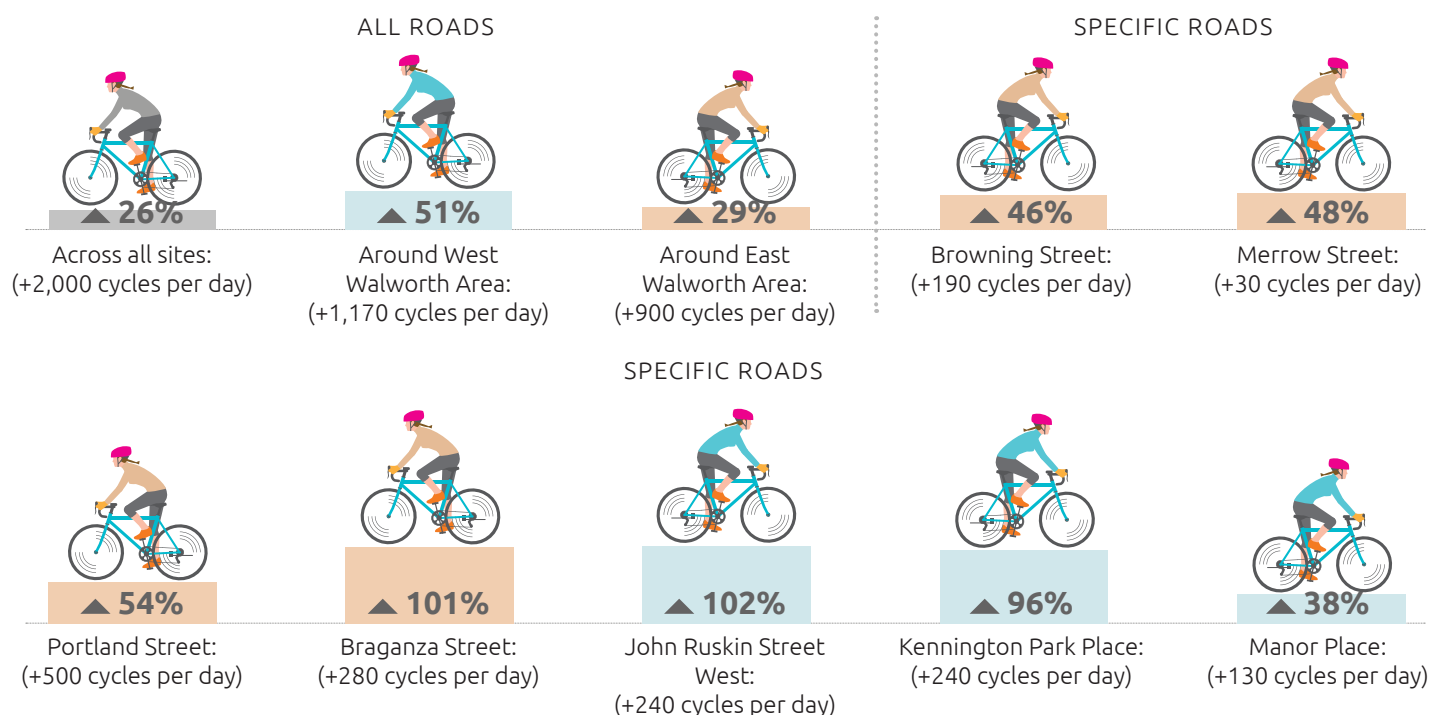 ALL ROADS
SPECIFIC ROADS
26%
51%
29%
46%
48%
Across all sites:
(+2,000 cycles per day)
Around West
Walworth Area:
(+1,170 cycles per day)
Around East
Walworth Area:
(+900 cycles per day)
Browning Street:
(+190 cycles per day)
Merrow Street:
(+30 cycles per day)
SPECIFIC ROADS
54%
101%
102%
96%
38%
Portland Street:
(+500 cycles per day)
Braganza Street:
(+280 cycles per day)
John Ruskin Street
West:
(+240 cycles per day)
Kennington Park Place:
(+240 cycles per day)
Manor Place:
(+130 cycles per day)